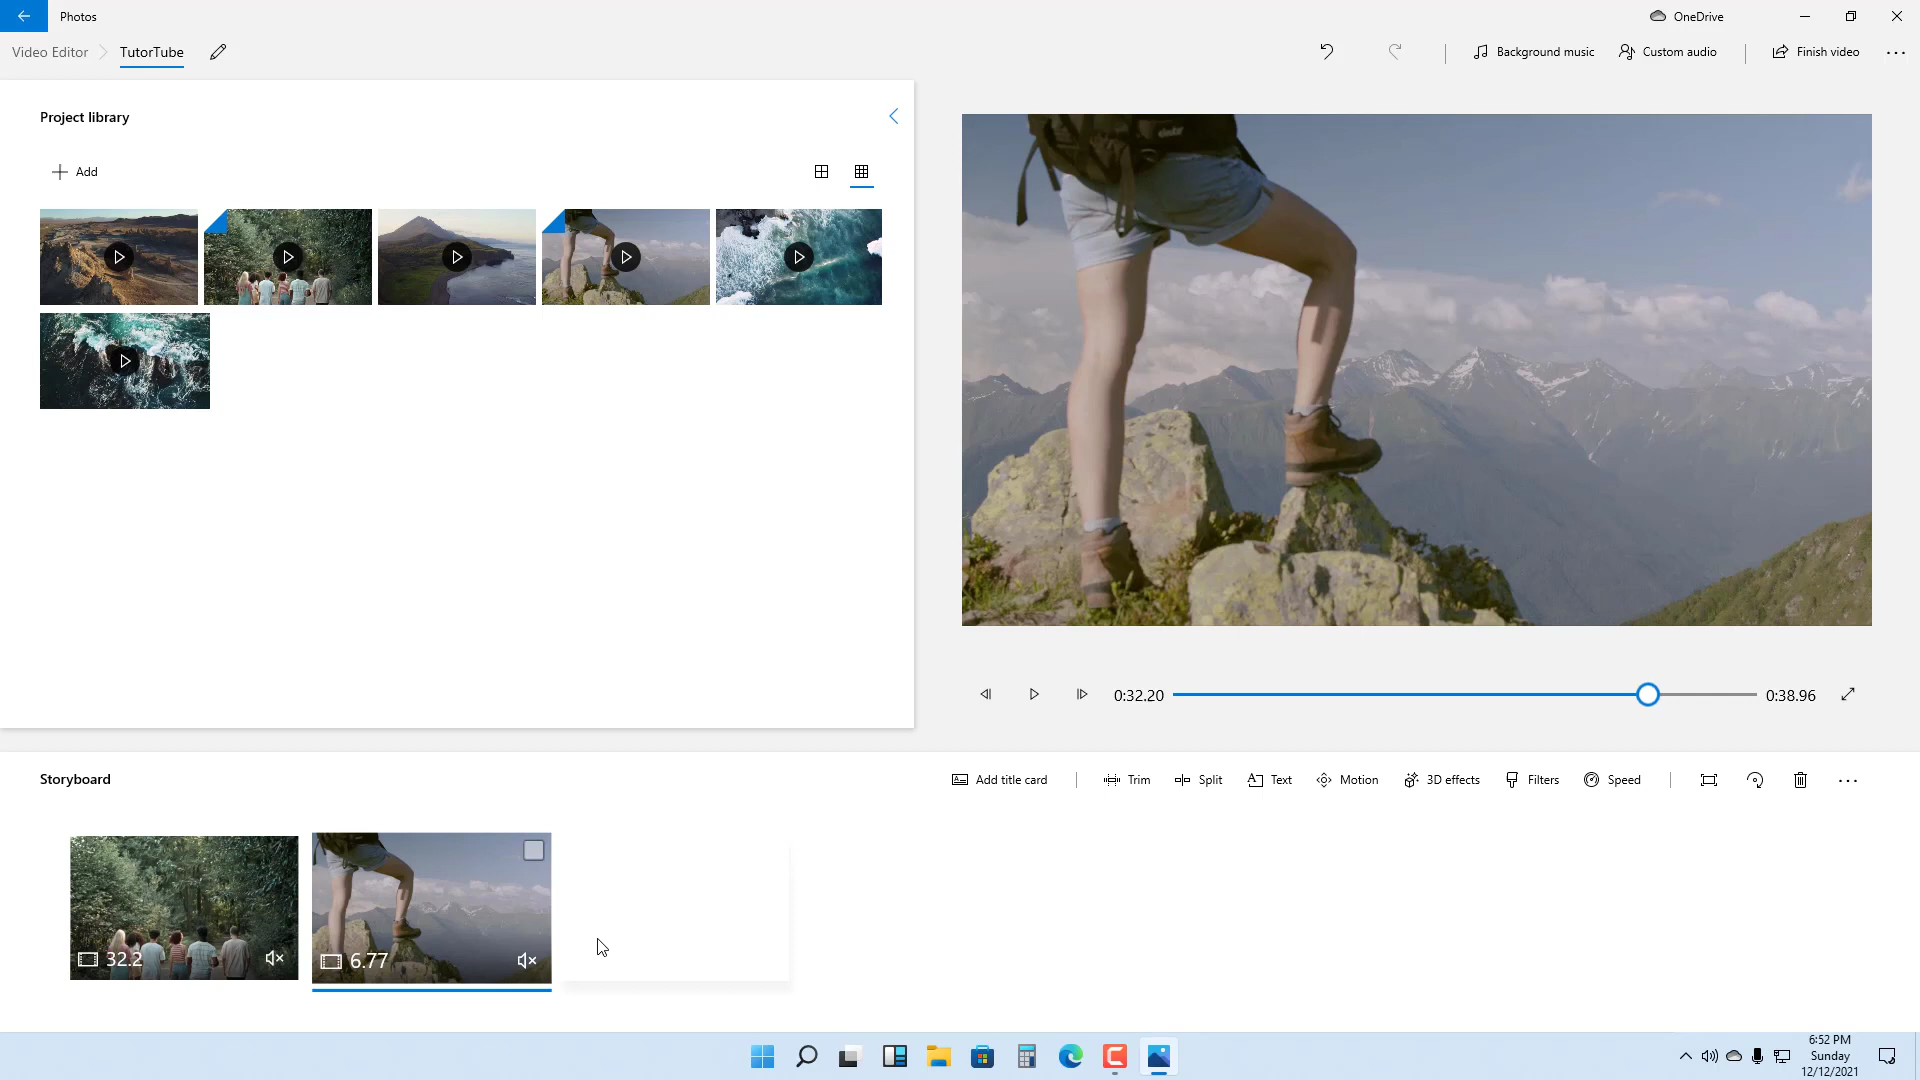 Photos
OneDrive
Video Editor
TutorTube
Background music
Custom audio
Finish video
Project library
Add
0:32.20
0:38.96
Storyboard
Add title card
Trim
Split
Text
Motion
3D effects
Filters
Speed
32.2
6.77
6:52 PM
Sunday
12/12/2021